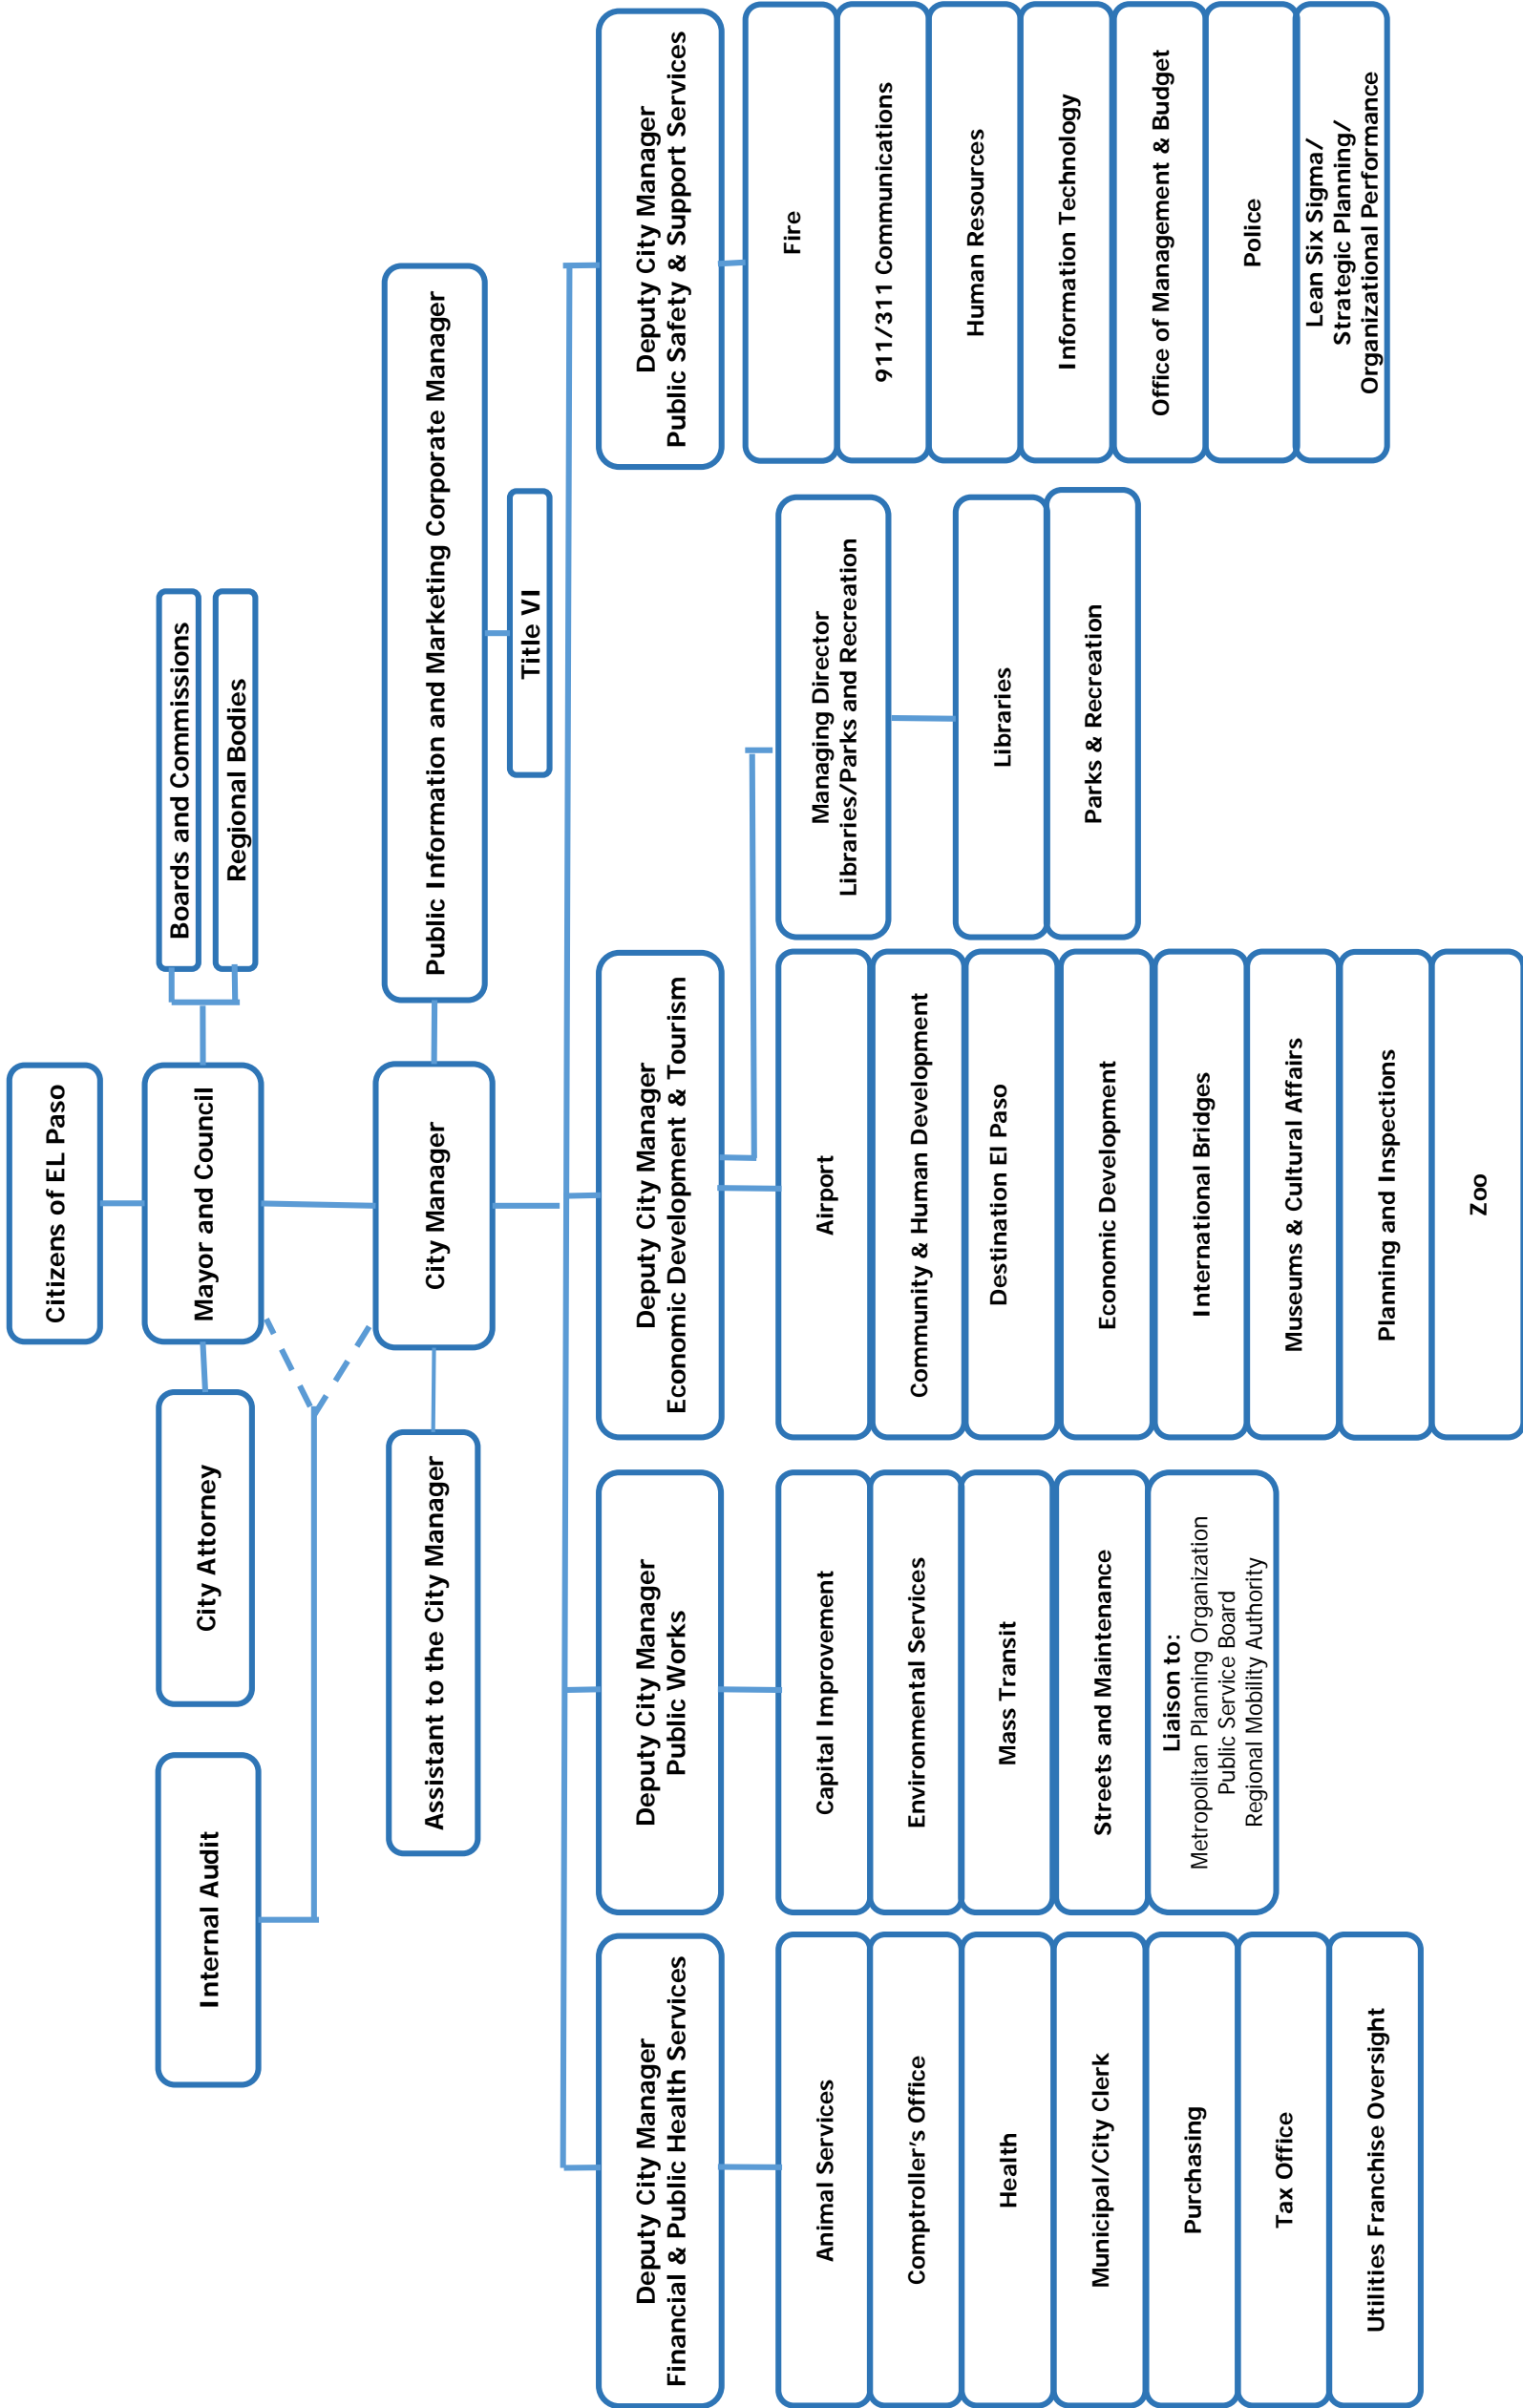 Citizens of EL Paso
Internal Audit
City Attorney
Mayor and Council
Boards and Commissions
Regional Bodies
Assistant to the City Manager
City Manager
Public Information and Marketing Corporate Manager
Title VI
Deputy City Manager
Financial & Public Health Services
Animal Services
Comptroller's Office
Health
Municipal/City Clerk
Purchasing
Tax Office
Utilities Franchise Oversight
Deputy City Manager
Public Works
Capital Improvement
Environmental Services
Mass Transit
Streets and Maintenance
Liaison to:
Metropolitan Planning Organization
Public Service Board
Regional Mobility Authority
Deputy City Manager
Economic Development & Tourism
Airport
Community & Human Development
Destination El Paso
Economic Development
International Bridges
Museums & Cultural Affairs
Planning and Inspections
Zoo
Managing Director
Libraries/Parks and Recreation
Libraries
Parks & Recreation
Deputy City Manager
Public Safety & Support Services
Fire
911/311 Communications
Human Resources
Information Technology
Office of Management & Budget
Police
Lean Six Sigma/
Strategic Planning/
Organizational Performance